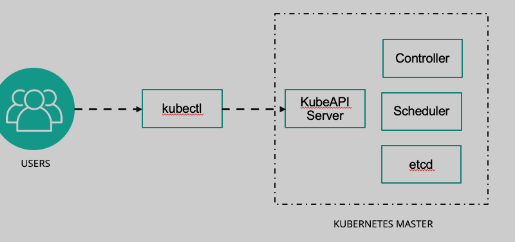 Controller
kubectl
KubeAPI
Server
Scheduler
etcd
USERS
KUBERNETES MASTER